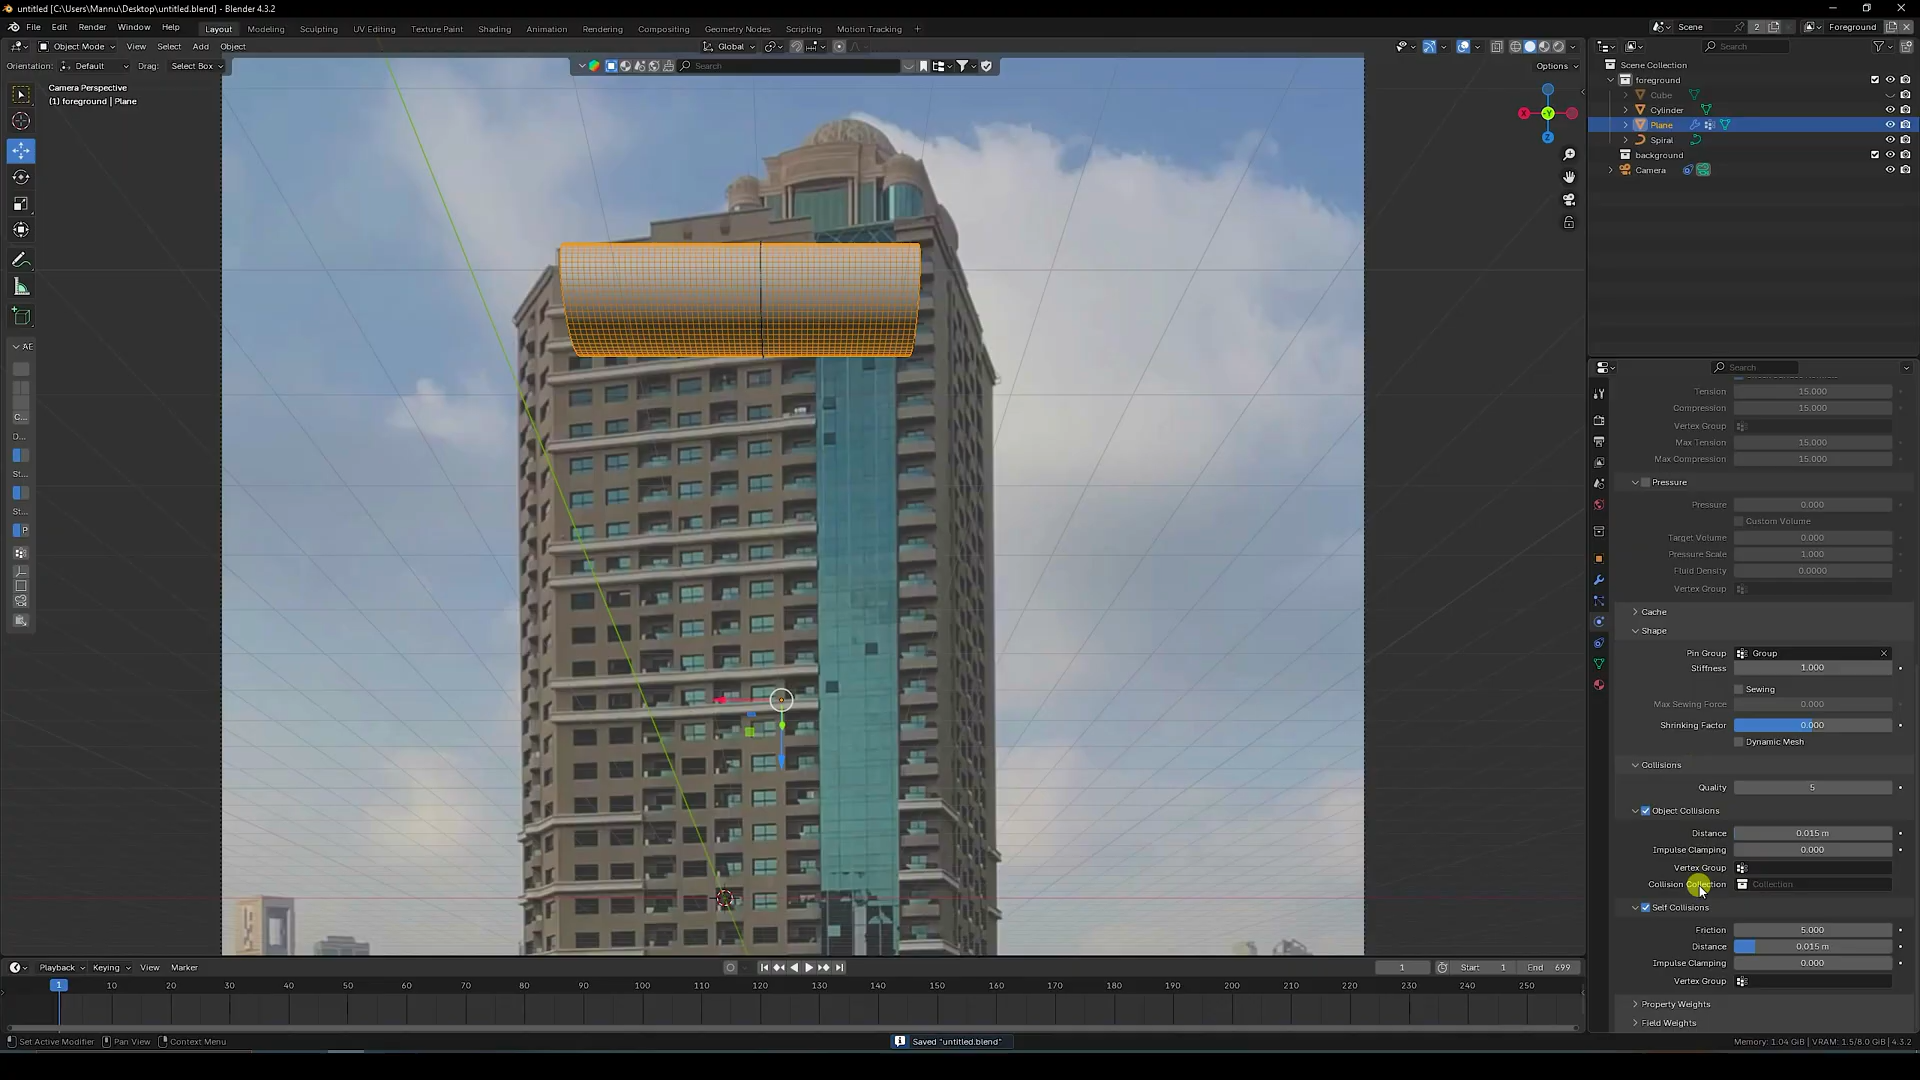 untitled [C:\Users\Mannu\Desktop\untitled.blend] - Blender 4.3.2
File Edit Render Window Help Layout Modeling Sculpting UV Editing Texture Paint Shading Animation Rendering Compositing Geometry Nodes Scripting Motion Tracking + Scene 2 Foreground
Object Mode View Select Add Object Global Search
Orientation: Default Drag: Select Box Search Options
Scene Collection
foreground
Cube
Cylinder
Plane
Spiral
background
Camera
Camera Perspective
(1) foreground | Plane
X
Y
Z
AE
C...
D...
St...
St...
P
Search
Tension 15.000
Compression 15.000
Vertex Group
Max Tension 15.000
Max Compression 15.000
Pressure
Pressure 0.000
Custom Volume
Target Volume 0.000
Pressure Scale 1.000
Fluid Density 0.0000
Vertex Group
Cache
Shape
Pin Group Group
Stiffness 1.000
Sewing
Max Sewing Force 0.000
Shrinking Factor 0.000
Dynamic Mesh
Collisions
Quality 5
Object Collisions
Distance 0.015 m
Impulse Clamping 0.000
Vertex Group
Collision Collection Collection
Self Collisions
Friction 5.000
Distance 0.015 m
Impulse Clamping 0.000
Vertex Group
Property Weights
Field Weights
Playback Keying View Marker 1 Start 1 End 699
1 10 20 30 40 50 60 70 80 90 100 110 120 130 140 150 160 170 180 190 200 210 220 230 240 250
Set Active Modifier Pan View Context Menu Saved "untitled.blend" Memory: 1.04 GiB | VRAM: 1.5/8.0 GiB | 4.3.2